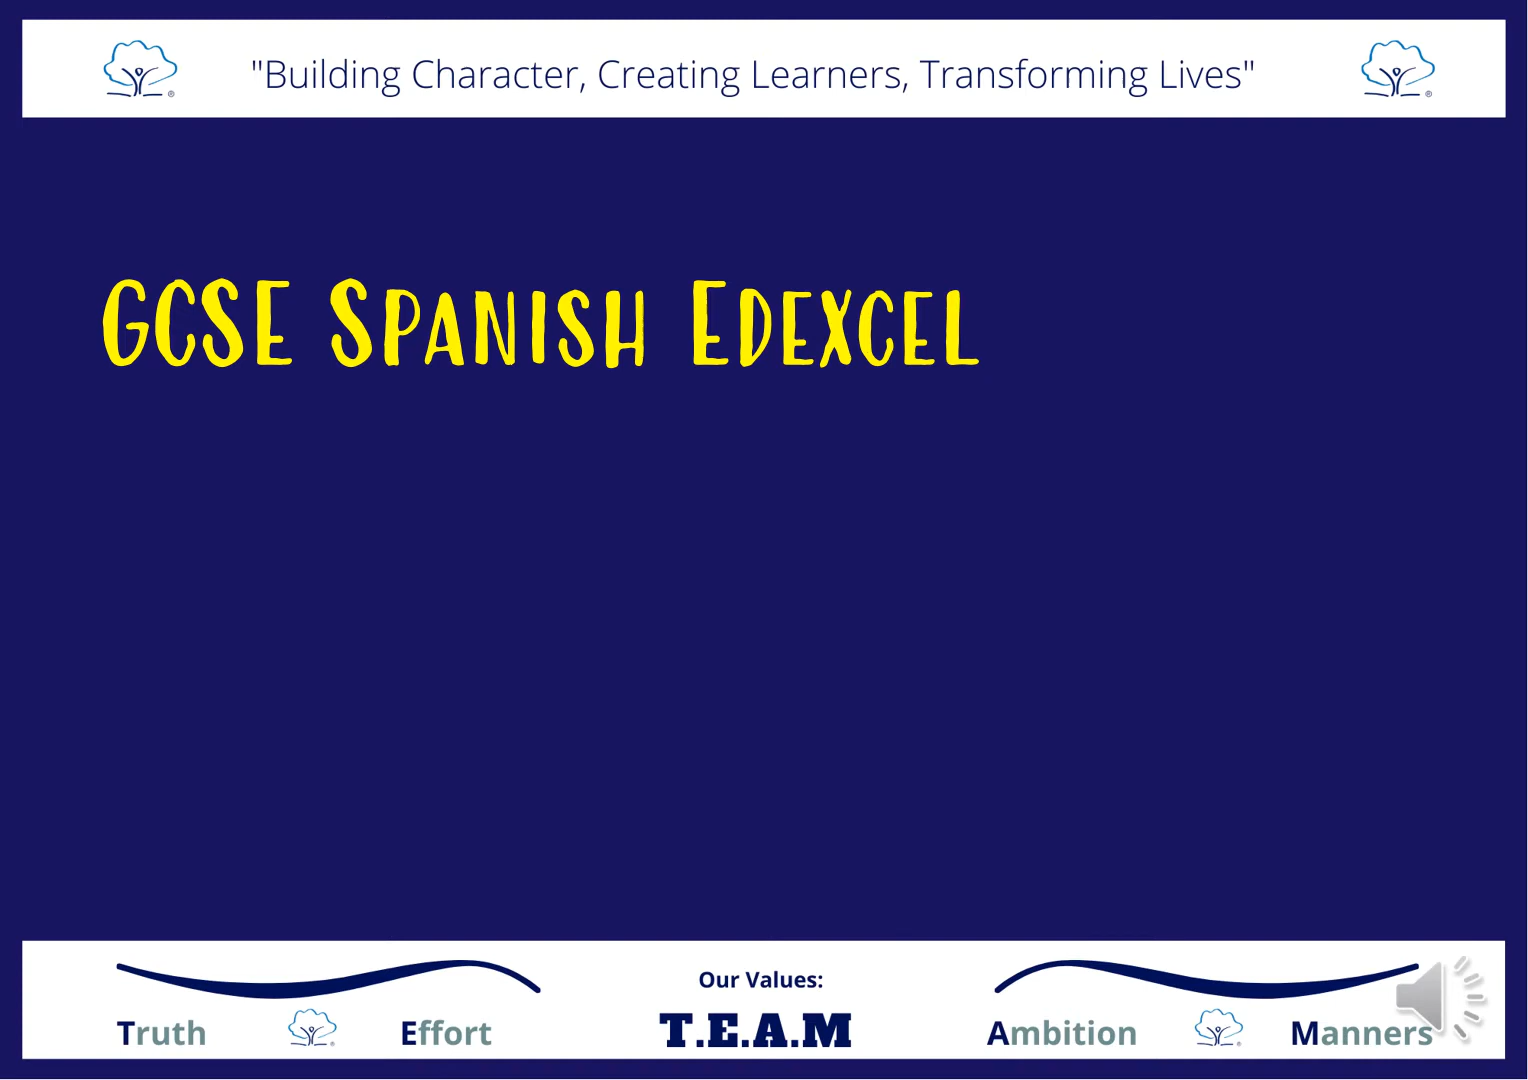 "Building Character, Creating Learners, Transforming Lives"
GCSE Spanish Edexcel
Our Values:
Truth Effort T.E.A.M Ambition Manners